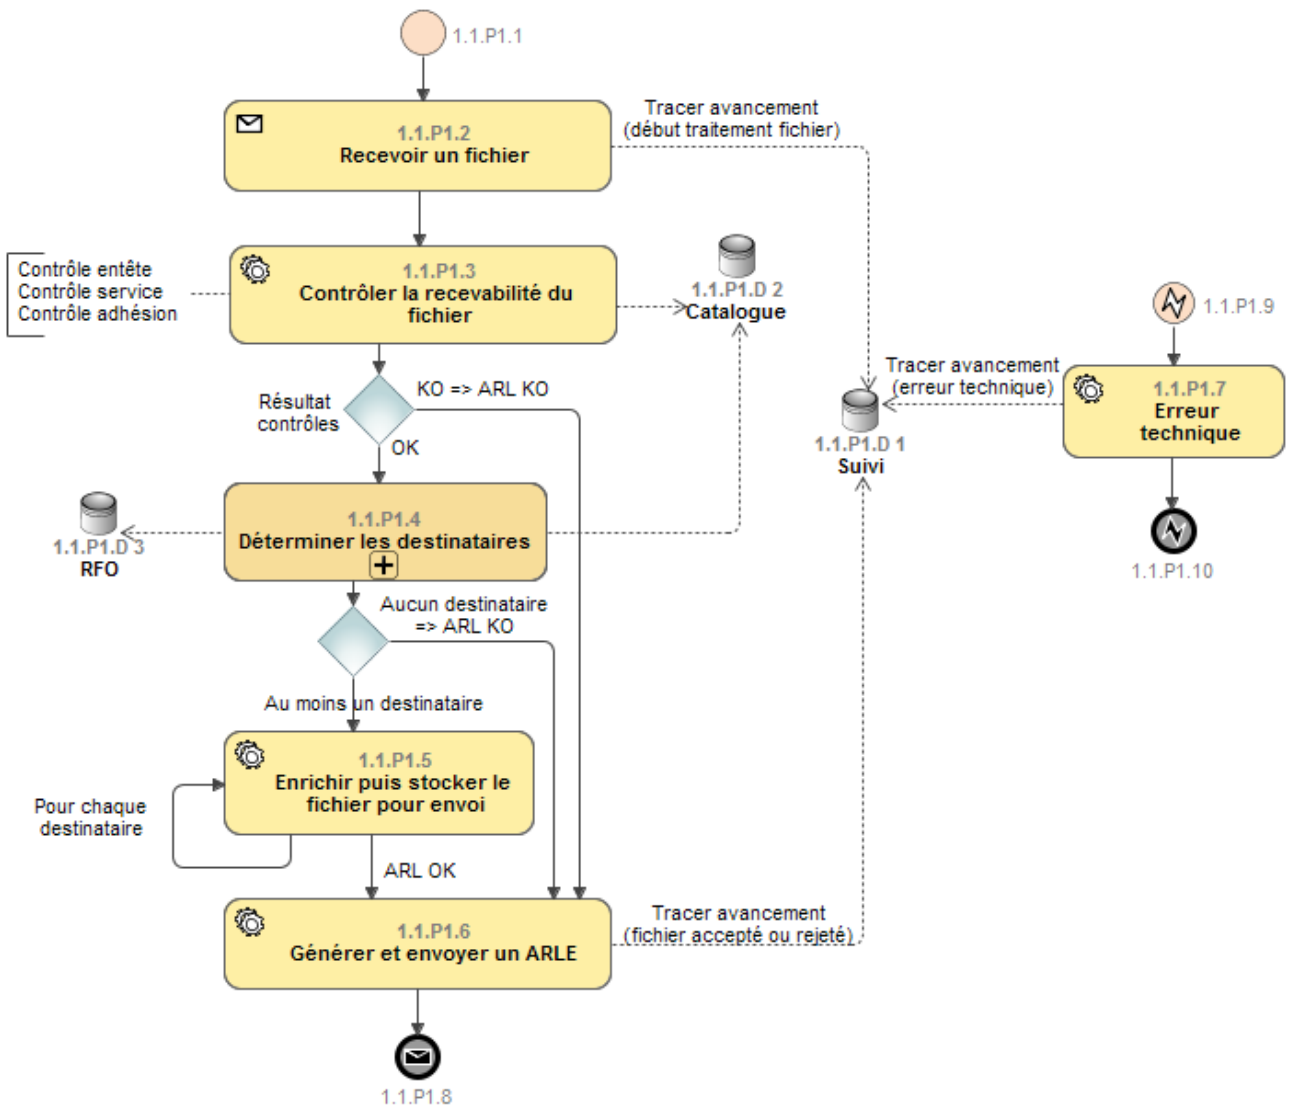 1.1.P1.1
1.1.P1.2
Recevoir un fichier
Tracer avancement
(début traitement fichier)
Contrôle entête
Contrôle service
Contrôle adhésion
1.1.P1.3
Contrôler la recevabilité du
fichier
1.1.P1.D 2
Catalogue
1.1.P1.9
Tracer avancement
(erreur technique)
1.1.P1.7
Erreur
technique
Résultat
contrôles
KO => ARL KO
OK
1.1.P1.D 1
Suivi
1.1.P1.D 3
RFO
1.1.P1.4
Déterminer les destinataires
1.1.P1.10
Aucun destinataire
=> ARL KO
Au moins un destinataire
1.1.P1.5
Enrichir puis stocker le
fichier pour envoi
Pour chaque
destinataire
ARL OK
1.1.P1.6
Générer et envoyer un ARLE
Tracer avancement
(fichier accepté ou rejeté)
1.1.P1.8